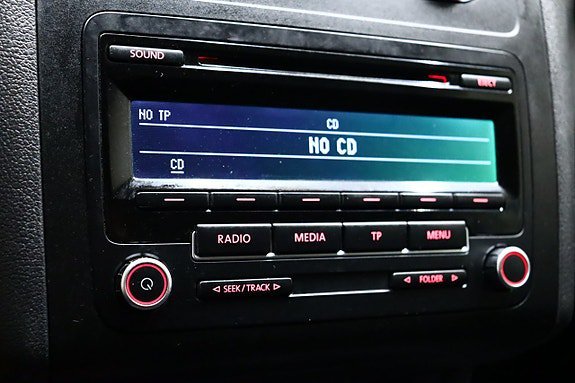 SOUND
EJECT
NO TP
CD
NO CD
CD
RADIO MEDIA TP MENU
SEEK/TRACK FOLDER